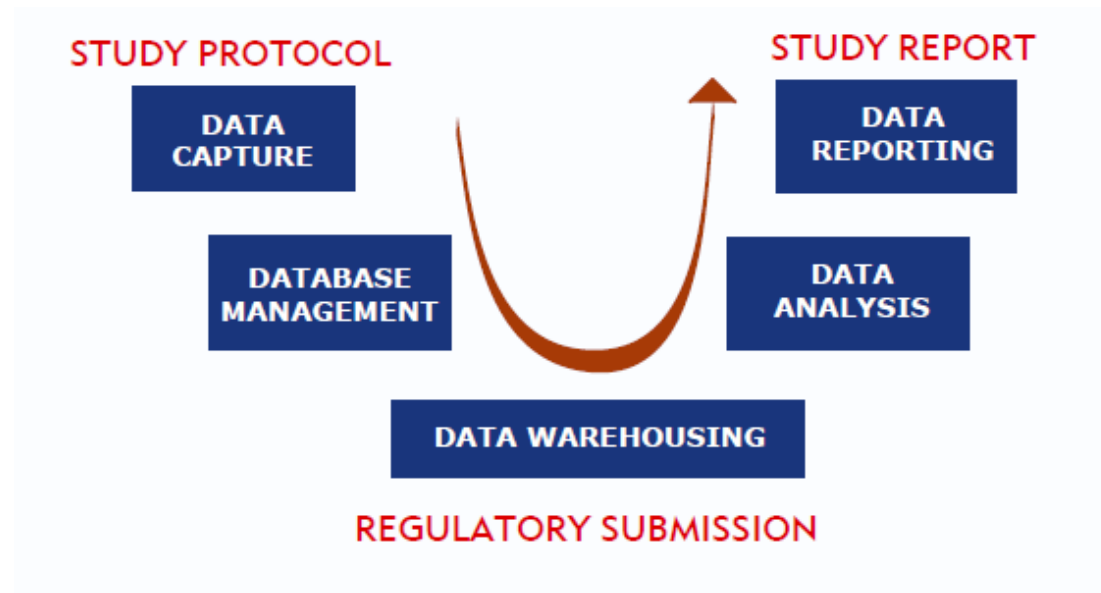 STUDY PROTOCOL
DATA
CAPTURE
DATABASE
MANAGEMENT
DATA WAREHOUSING
REGULATORY SUBMISSION
DATA
ANALYSIS
STUDY REPORT
DATA
REPORTING